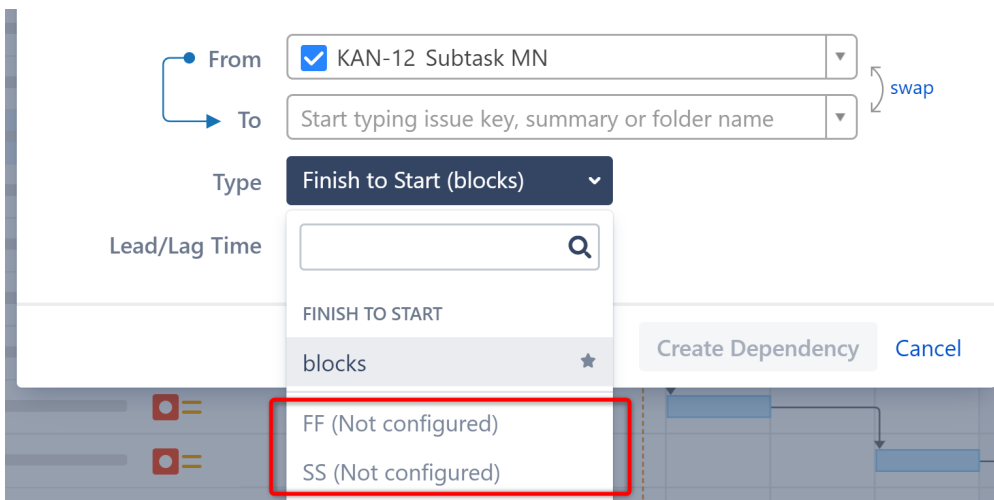 From
KAN-12 Subtask MN
swap
To
Start typing issue key, summary or folder name
Type
Finish to Start (blocks)
Lead/Lag Time
FINISH TO START
blocks
Create Dependency
Cancel
FF (Not configured)
SS (Not configured)